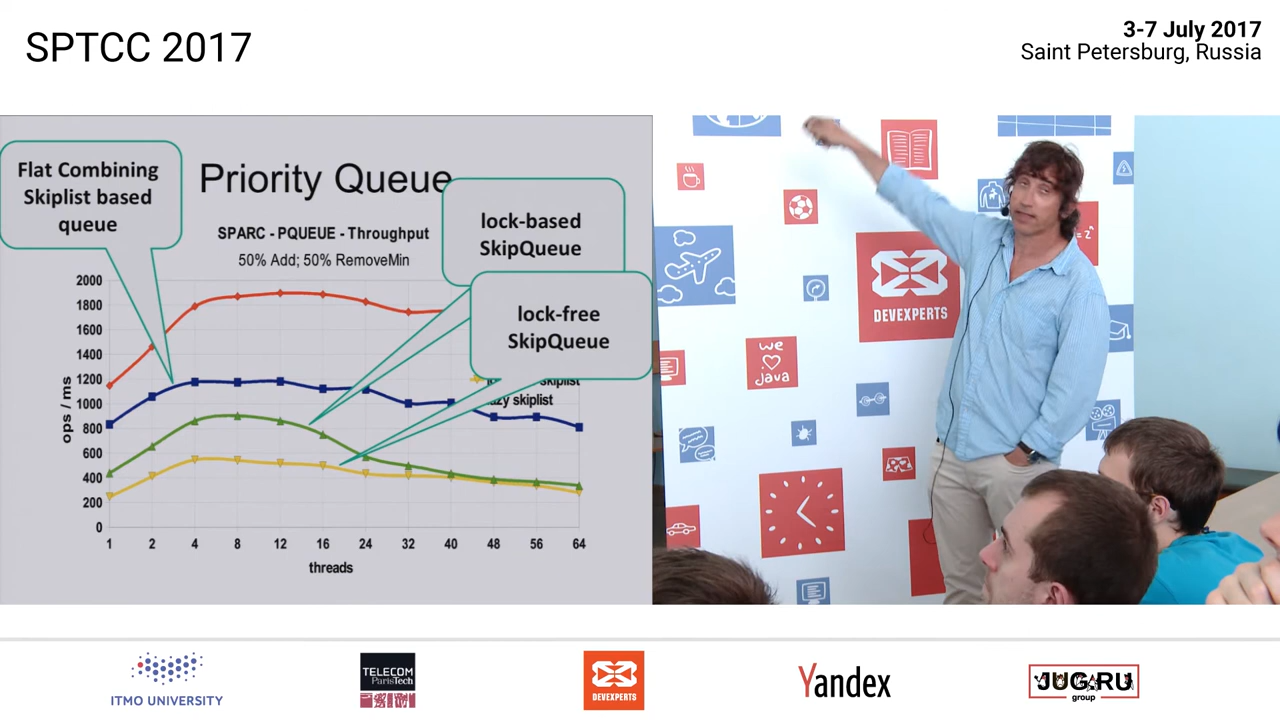 SPTCC 2017
3-7 July 2017
Saint Petersburg, Russia
Flat Combining
Skiplist based
queue
Priority Queue
lock-based
SkipQueue
lock-free
SkipQueue
SPARC - PQUEUE - Throughput
50% Add; 50% RemoveMin
2000
1800
1600
1400
1200
1000
800
600
400
200
0
ops / ms
skiplist
skiplist
1 2 4 8 12 16 24 32 40 48 56 64
threads
DEVEXPERTS
we
java
ITMO UNIVERSITY
TELECOM
ParisTech
DEVEXPERTS
Yandex
JUG.RU
group